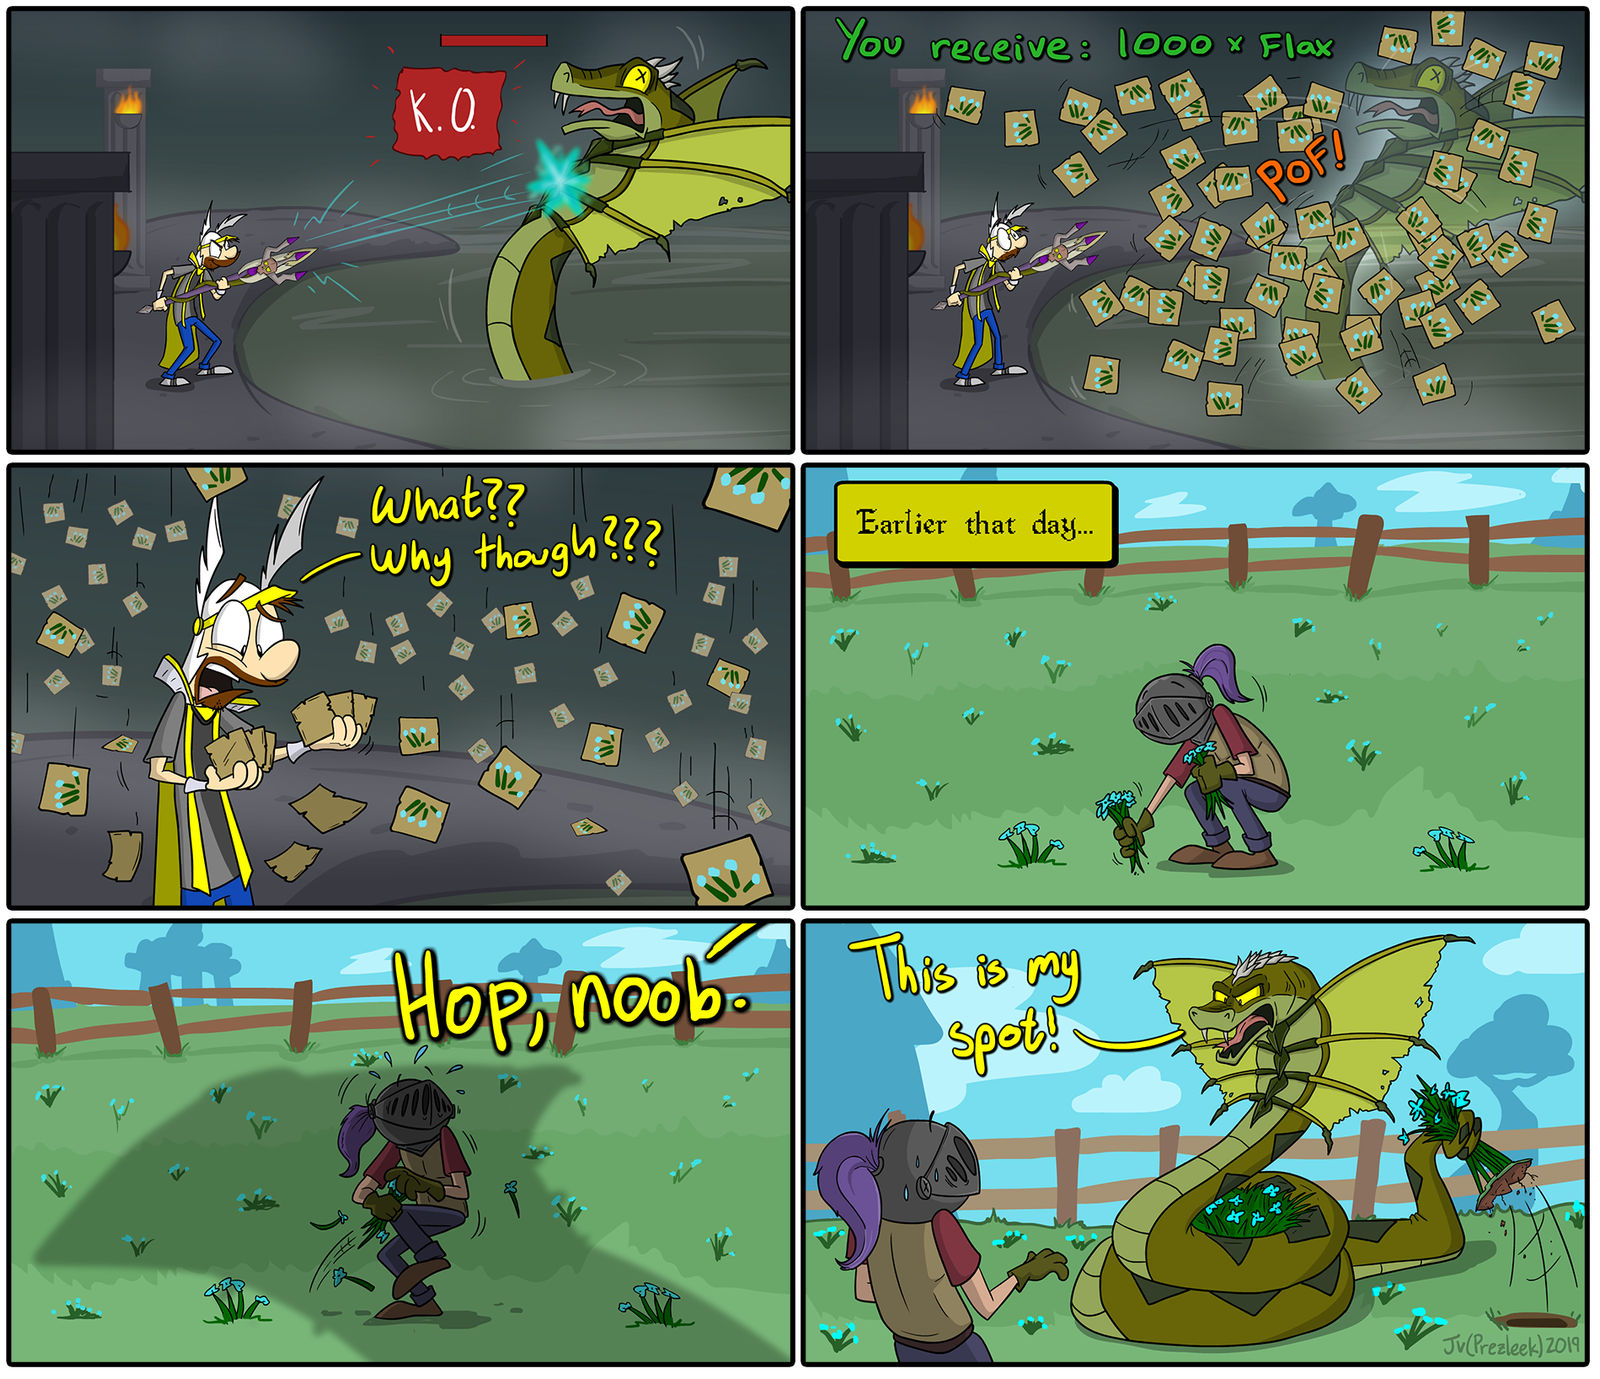 K.O.
You receive: 1000 x Flax
POF!
What??
Why though???
Earlier that day...
Hop, noob.
This is my
spot!
Jv(Prezleek)2019